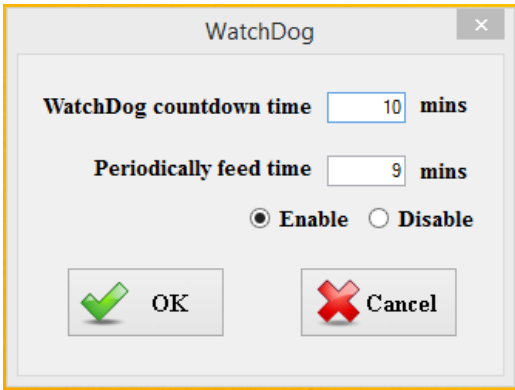 WatchDog
WatchDog countdown time 10 mins
Periodically feed time 9 mins
Enable Disable
OK Cancel